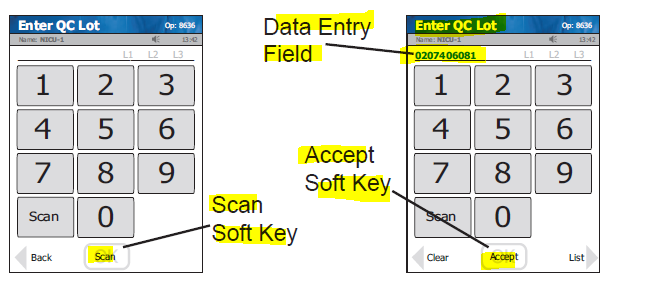 Enter QC Lot Op: 8636
Name: NICU-1 13:42
L1 L2 L3
1 2 3
4 5 6
7 8 9
Scan 0
Back Scan
Data Entry
Field
Accept
Soft Key
Scan
Soft Key
Enter QC Lot Op: 8636
Name: NICU-1 13:42
0207406081 L1 L2 L3
1 2 3
4 5 6
7 8 9
Scan 0
Clear Accept List